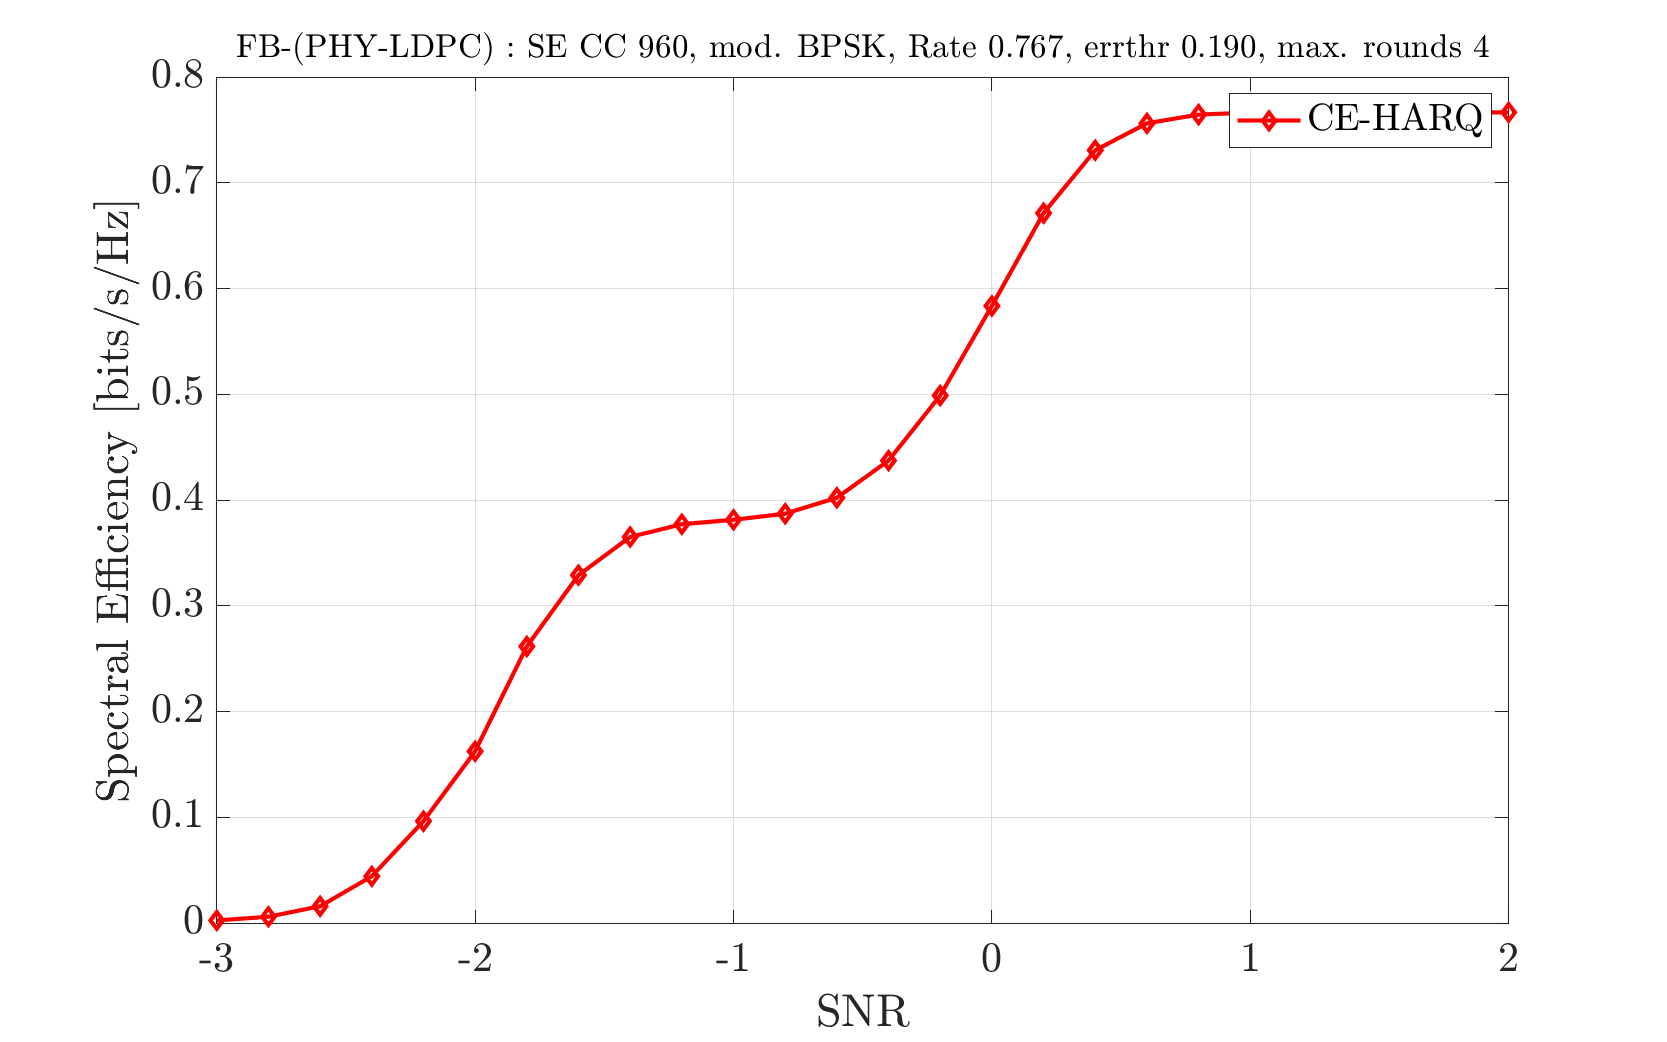 FB-(PHY-LDPC) : SE CC 960, mod. BPSK, Rate 0.767, errthr 0.190, max. rounds 4
CE-HARQ
Spectral Efficiency [bits/s/Hz]
0.8
0.7
0.6
0.5
0.4
0.3
0.2
0.1
0
-3 -2 -1 0 1 2
SNR